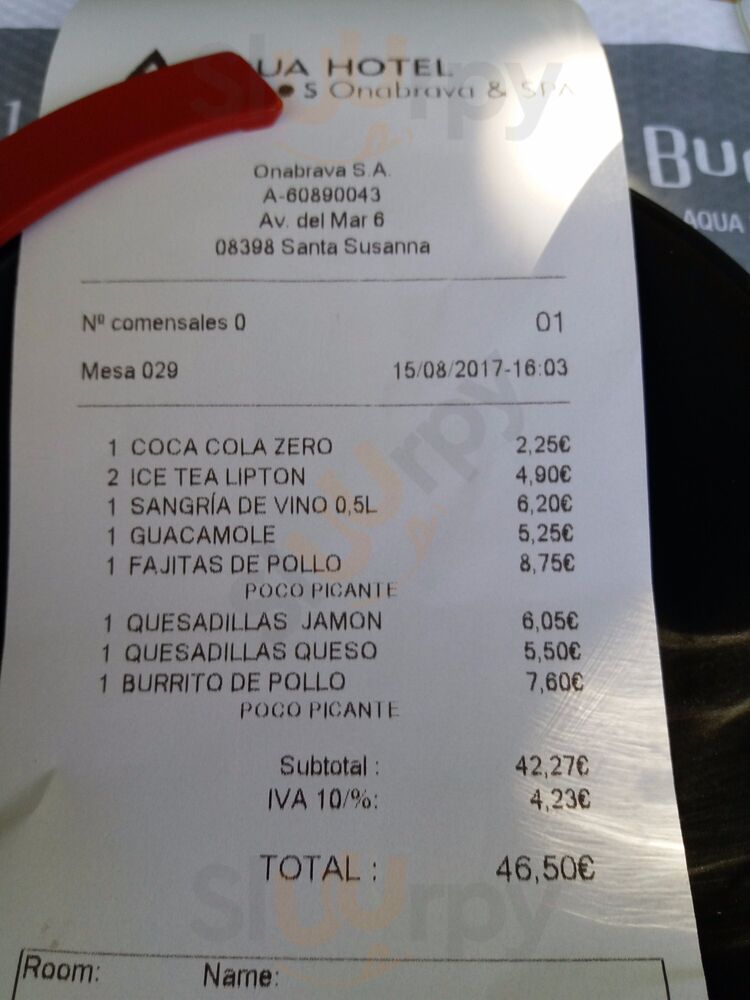 UA HOTEL
S Onabrava & SPA
Onabrava S.A.
A-60890043
Av. del Mar 6
08398 Santa Susanna
Nº comensales 0 01
Mesa 029 15/08/2017-16:03
1 COCA COLA ZERO 2,25€
2 ICE TEA LIPTON 4,90€
1 SANGRÍA DE VINO 0,5L 6,20€
1 GUACAMOLE 5,25€
1 FAJITAS DE POLLO 8,75€
POCO PICANTE
1 QUESADILLAS JAMON 6,05€
1 QUESADILLAS QUESO 5,50€
1 BURRITO DE POLLO 7,60€
POCO PICANTE
Subtotal : 42,27€
IVA 10/%: 4,23€
TOTAL : 46,50€
Room: Name:
AQUA
Sluurpy
Sluurpy
Sluurpy